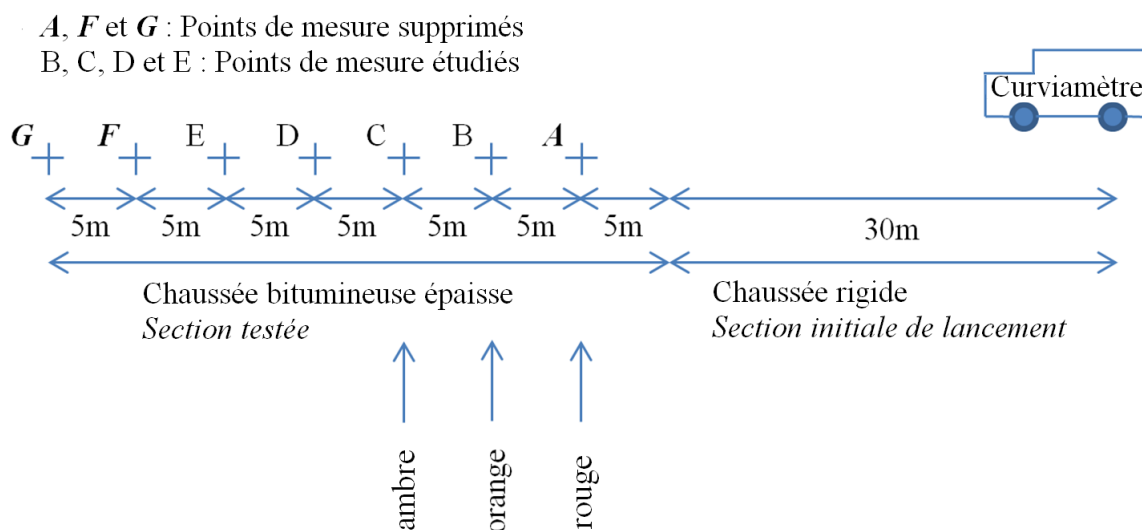 A, F et G : Points de mesure supprimés
B, C, D et E : Points de mesure étudiés
Curviamètre
G F E D C B A
5m 5m 5m 5m 5m 5m 5m 30m
Chaussée bitumineuse épaisse
Section testée
Chaussée rigide
Section initiale de lancement
ambre
orange
rouge